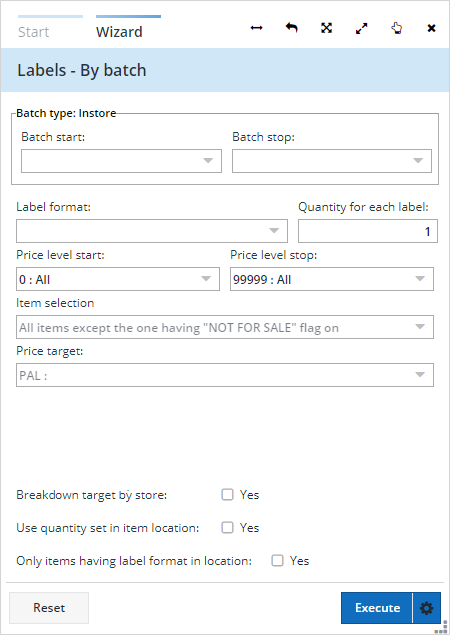 Start Wizard
Labels - By batch
Batch type: Instore
Batch start: Batch stop:
Label format: Quantity for each label:
1
Price level start: Price level stop:
0 : All 99999 : All
Item selection
All items except the one having "NOT FOR SALE" flag on
Price target:
PAL :
Breakdown target by store: Yes
Use quantity set in item location: Yes
Only items having label format in location: Yes
Reset Execute